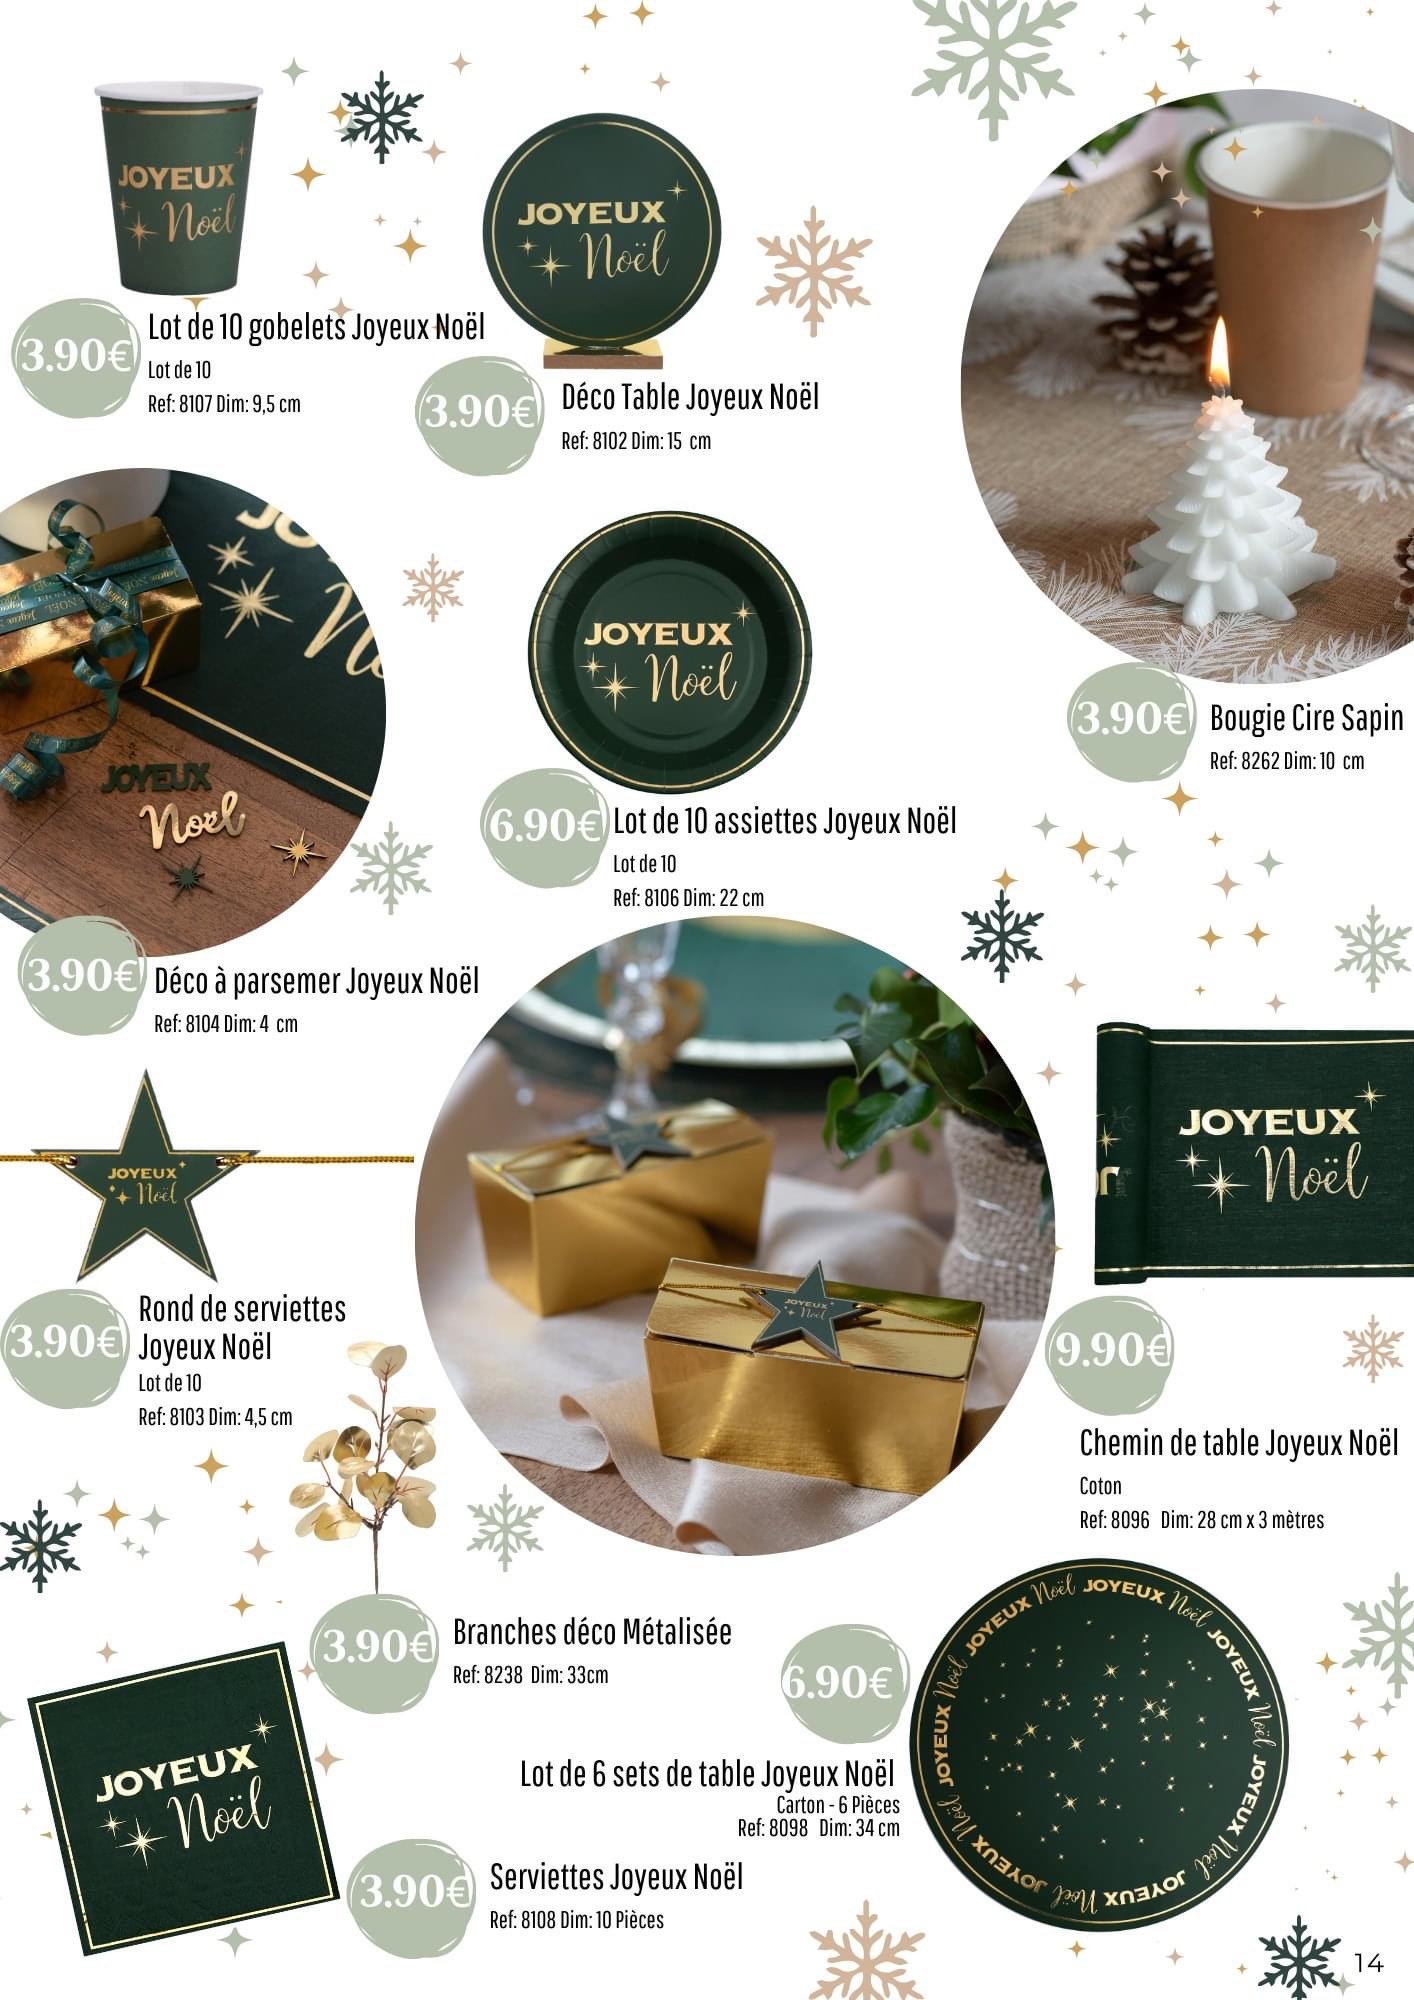 JOYEUX
Noël
3.90€
Lot de 10 gobelets Joyeux Noël
Lot de 10
Ref: 8107 Dim: 9,5 cm
JOYEUX
Noël
3.90€
Déco Table Joyeux Noël
Ref: 8102 Dim: 15 cm
3.90€
Bougie Cire Sapin
Ref: 8262 Dim: 10 cm
JOYEUX
Noël
3.90€
Déco à parsemer Joyeux Noël
Ref: 8104 Dim: 4 cm
JOYEUX
Noël
6.90€
Lot de 10 assiettes Joyeux Noël
Lot de 10
Ref: 8106 Dim: 22 cm
JOYEUX
Noël
3.90€
Rond de serviettes
Joyeux Noël
Lot de 10
Ref: 8103 Dim: 4,5 cm
JOYEUX
Noël
JOYEUX
Noël
9.90€
Chemin de table Joyeux Noël
Coton
Ref: 8096 Dim: 28 cm x 3 mètres
3.90€
Branches déco Métalisée
Ref: 8238 Dim: 33cm
6.90€
Lot de 6 sets de table Joyeux Noël
Carton - 6 Pièces
Ref: 8098 Dim: 34 cm
JOYEUX Noël JOYEUX Noël JOYEUX Noël JOYEUX Noël JOYEUX Noël JOYEUX Noël JOYEUX Noël
JOYEUX
Noël
3.90€
Serviettes Joyeux Noël
Ref: 8108 Dim: 10 Pièces
14